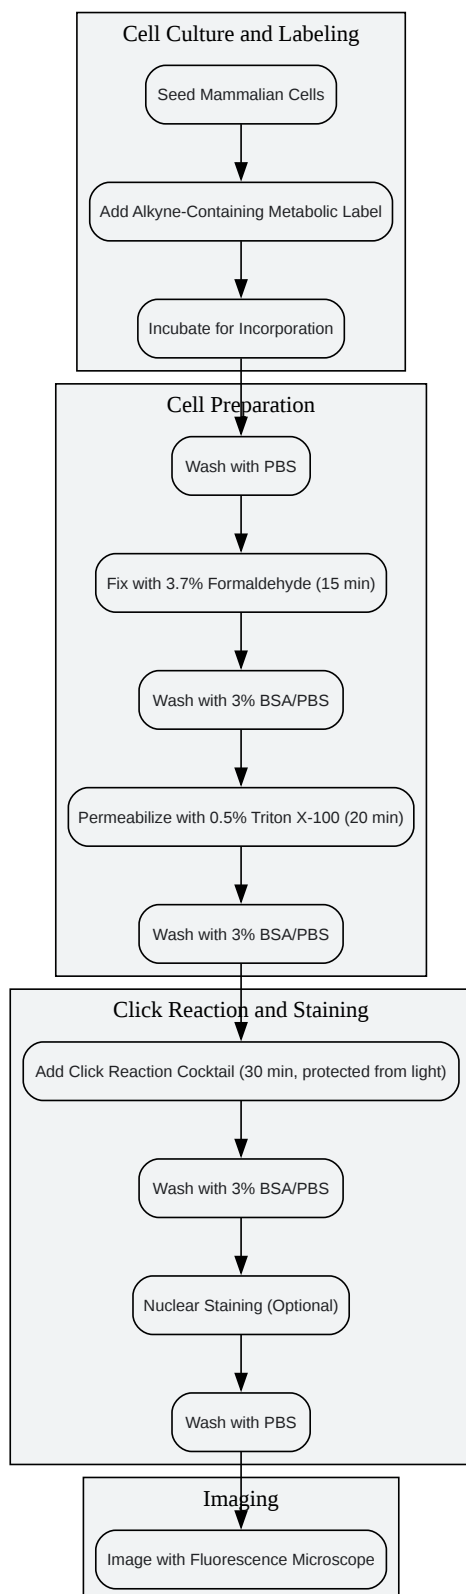 Cell Culture and Labeling
Seed Mammalian Cells
Add Alkyne-Containing Metabolic Label
Incubate for Incorporation
Cell Preparation
Wash with PBS
Fix with 3.7% Formaldehyde (15 min)
Wash with 3% BSA/PBS
Permeabilize with 0.5% Triton X-100 (20 min)
Wash with 3% BSA/PBS
Click Reaction and Staining
Add Click Reaction Cocktail (30 min, protected from light)
Wash with 3% BSA/PBS
Nuclear Staining (Optional)
Wash with PBS
Imaging
Image with Fluorescence Microscope